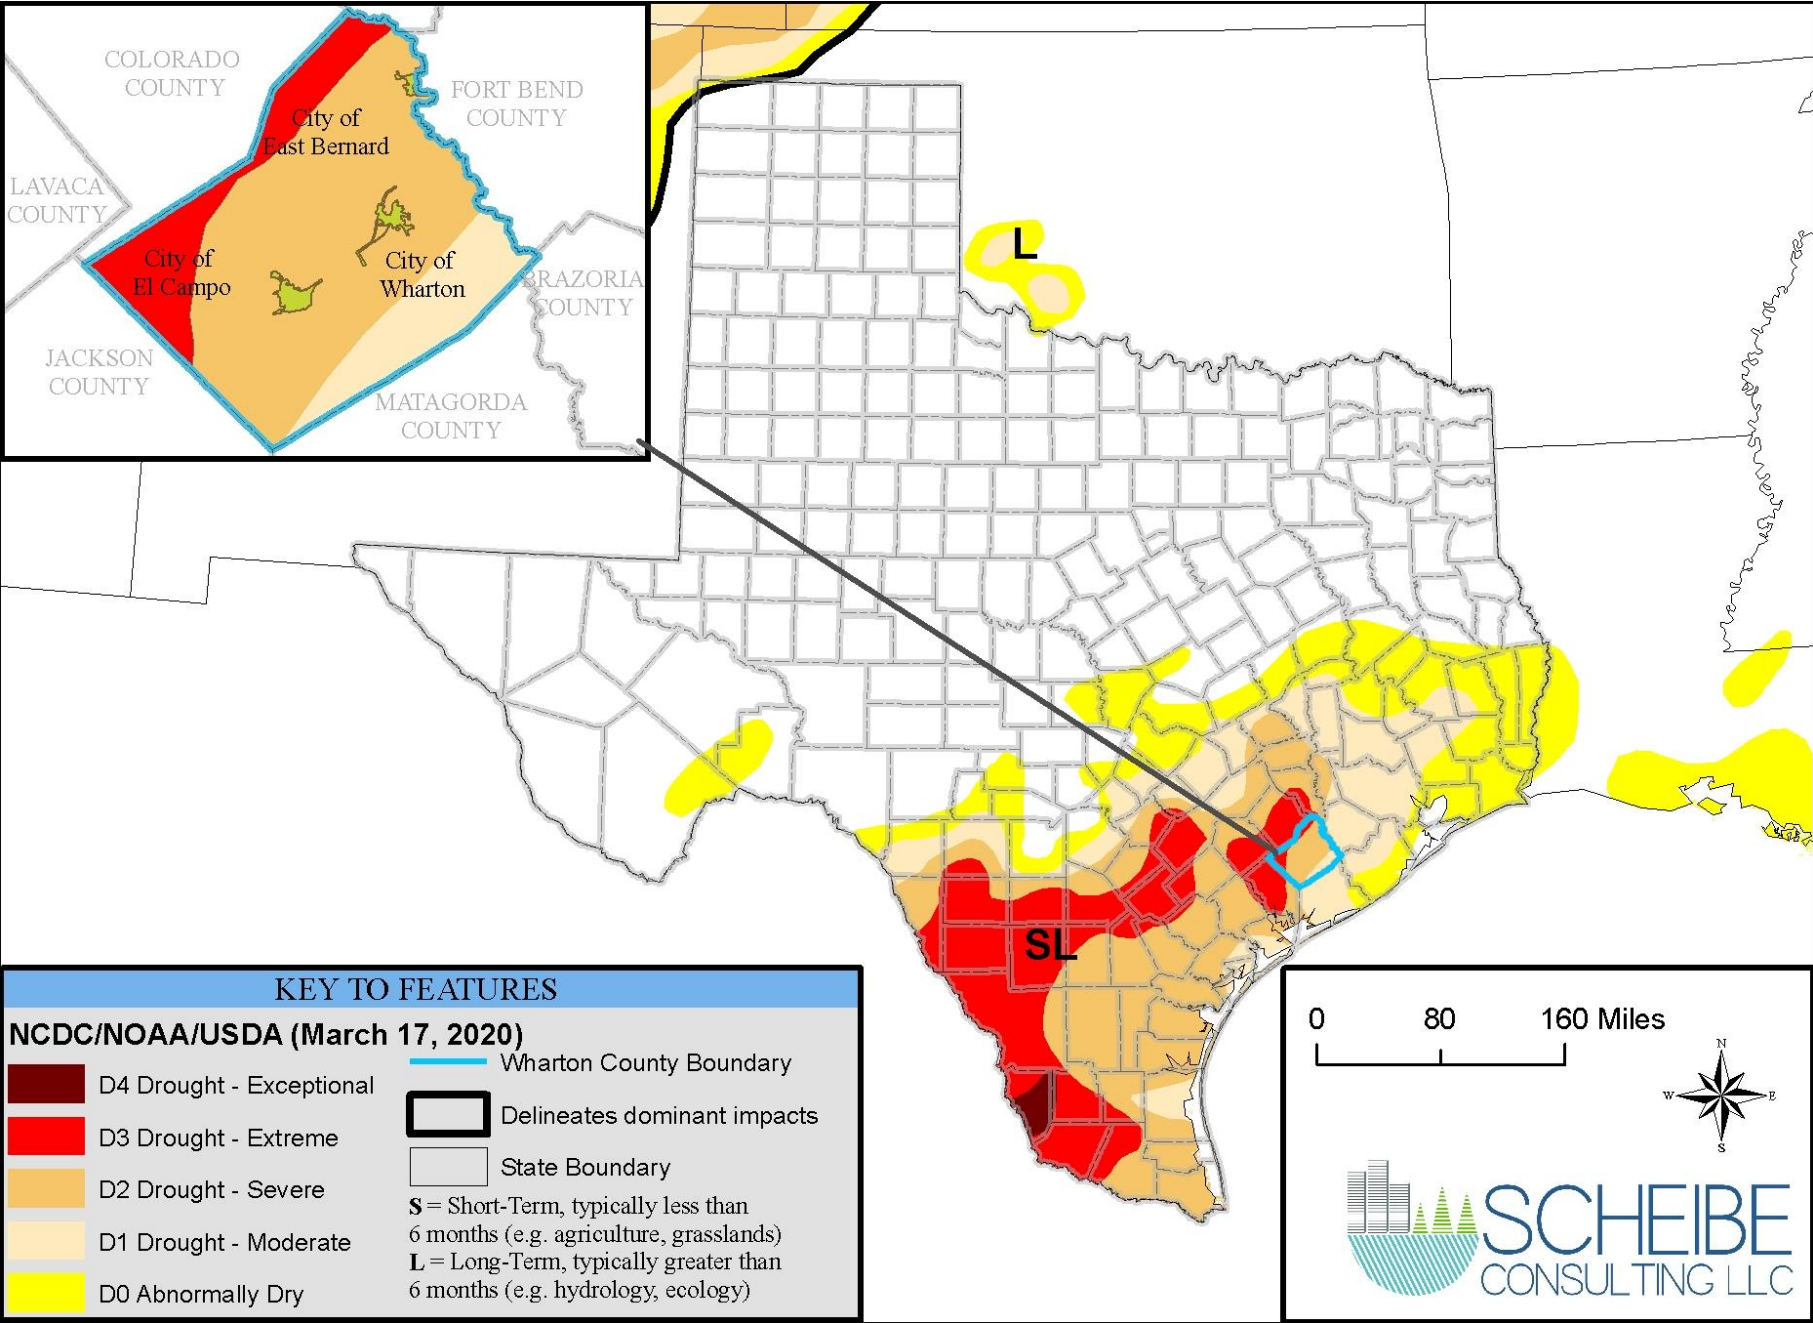 COLORADO
COUNTY
FORT BEND
COUNTY
City of
East Bernard
LAVACA
COUNTY
City of
El Campo
City of
Wharton
BRAZORIA
COUNTY
JACKSON
COUNTY
MATAGORDA
COUNTY
L
SL
KEY TO FEATURES
NCDC/NOAA/USDA (March 17, 2020)
D4 Drought - Exceptional
D3 Drought - Extreme
D2 Drought - Severe
D1 Drought - Moderate
D0 Abnormally Dry
Wharton County Boundary
Delineates dominant impacts
State Boundary
S = Short-Term, typically less than
6 months (e.g. agriculture, grasslands)
L = Long-Term, typically greater than
6 months (e.g. hydrology, ecology)
0 80 160 Miles
N
W E
S
SCHEIBE
CONSULTING LLC